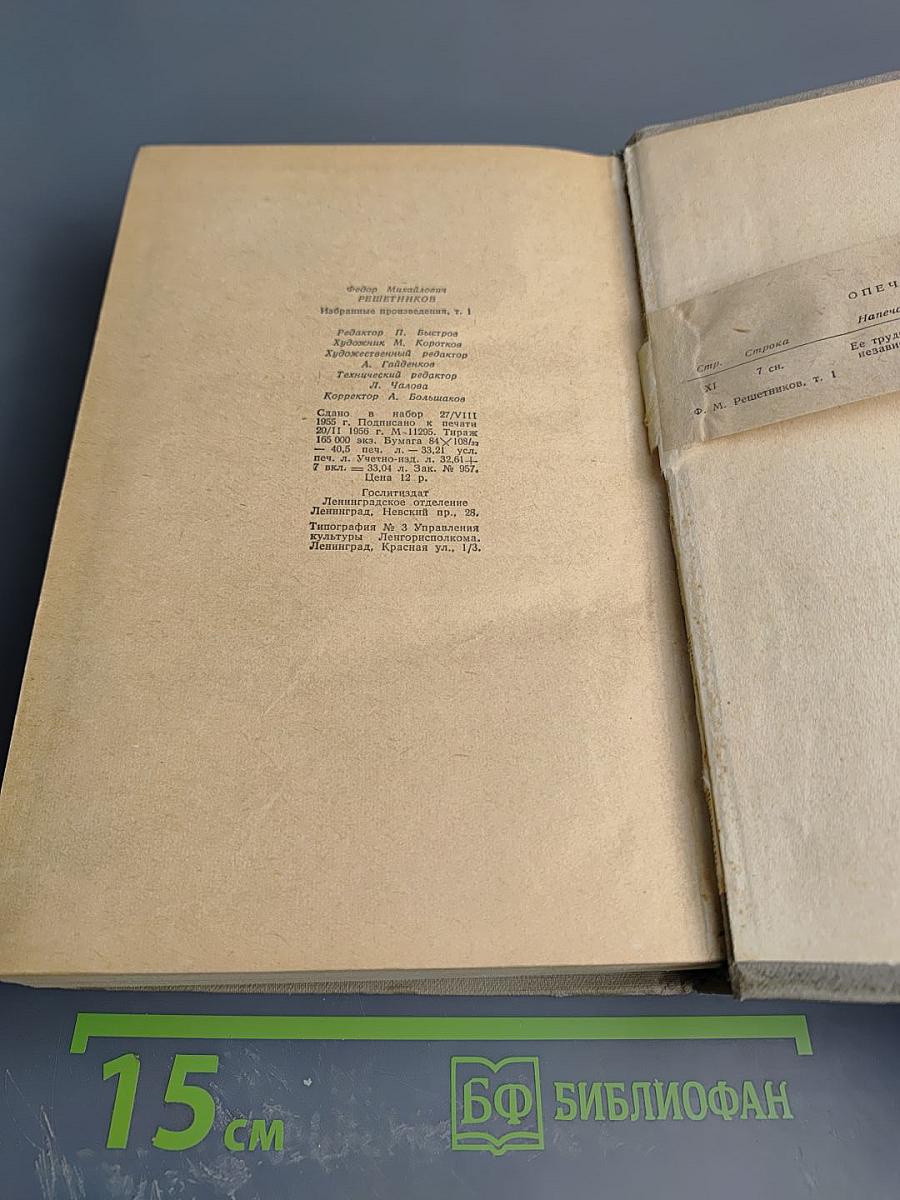 Федор Михайлович
РЕШЕТНИКОВ
Избранные произведения, т. 1
Редактор П. Быстров
Художник М. Коротков
Художественный редактор
А. Гайденков
Технический редактор
Л. Чалова
Корректор А. Большаков
Сдано в набор 27/VIII
1955 г. Подписано к печати
20/II 1956 г. М-11295. Тираж
165 000 экз. Бумага 84×108/32
— 40,5 печ. л. — 33,21 усл.
печ. л. Учетно-изд. л. 32,61+
7 вкл. = 33,04 л. Зак. № 957.
Цена 12 р.
Гослитиздат
Ленинградское отделение
Ленинград, Невский пр., 28.
Типография № 3 Управления
культуры Ленгорисполкома.
Ленинград, Красная ул., 1/3.
ОПЕЧ
Напеча
Стр. Строка
Ее труд
XI 7 сн.
незави
Ф. М. Решетников, т. 1
15 см
БФ БИБЛИОФАН